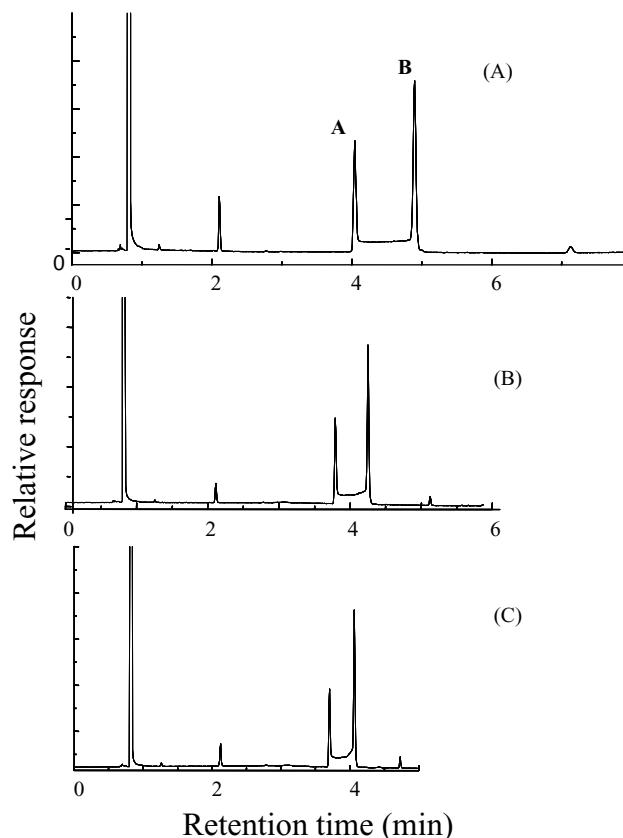 B
(A)
A
0
0 2 4 6
Relative response
(B)
0 2 4 6
(C)
0 2 4
Retention time (min)